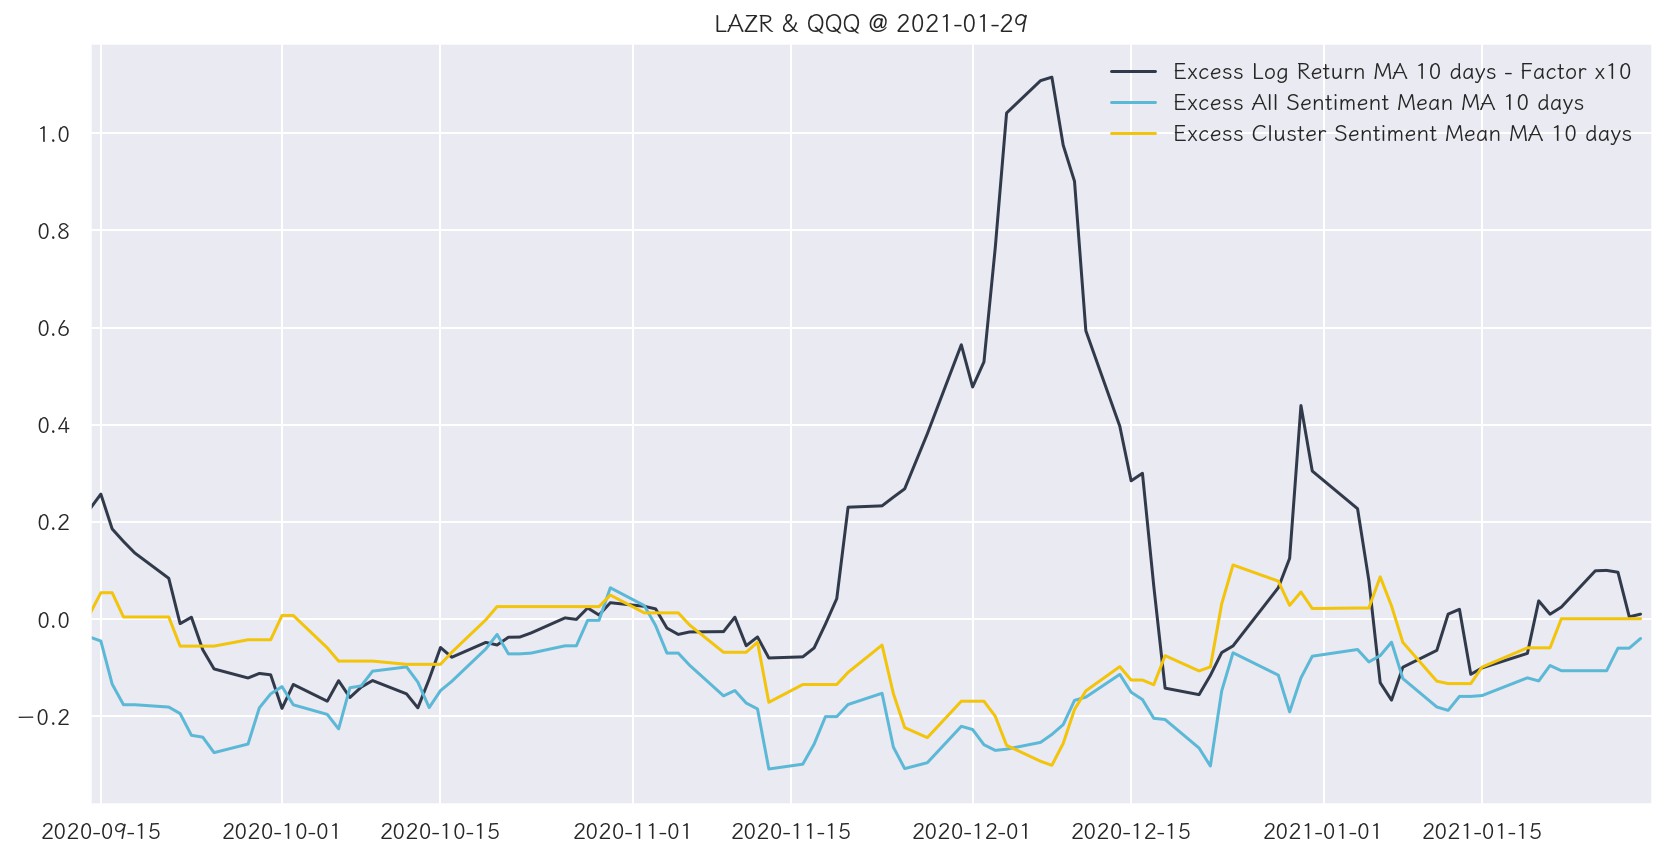 LAZR & QQQ @ 2021-01-29
Excess Log Return MA 10 days - Factor x10
Excess All Sentiment Mean MA 10 days
Excess Cluster Sentiment Mean MA 10 days
1.0
0.8
0.6
0.4
0.2
0.0
−0.2
2020-09-15 2020-10-01 2020-10-15 2020-11-01 2020-11-15 2020-12-01 2020-12-15 2021-01-01 2021-01-15